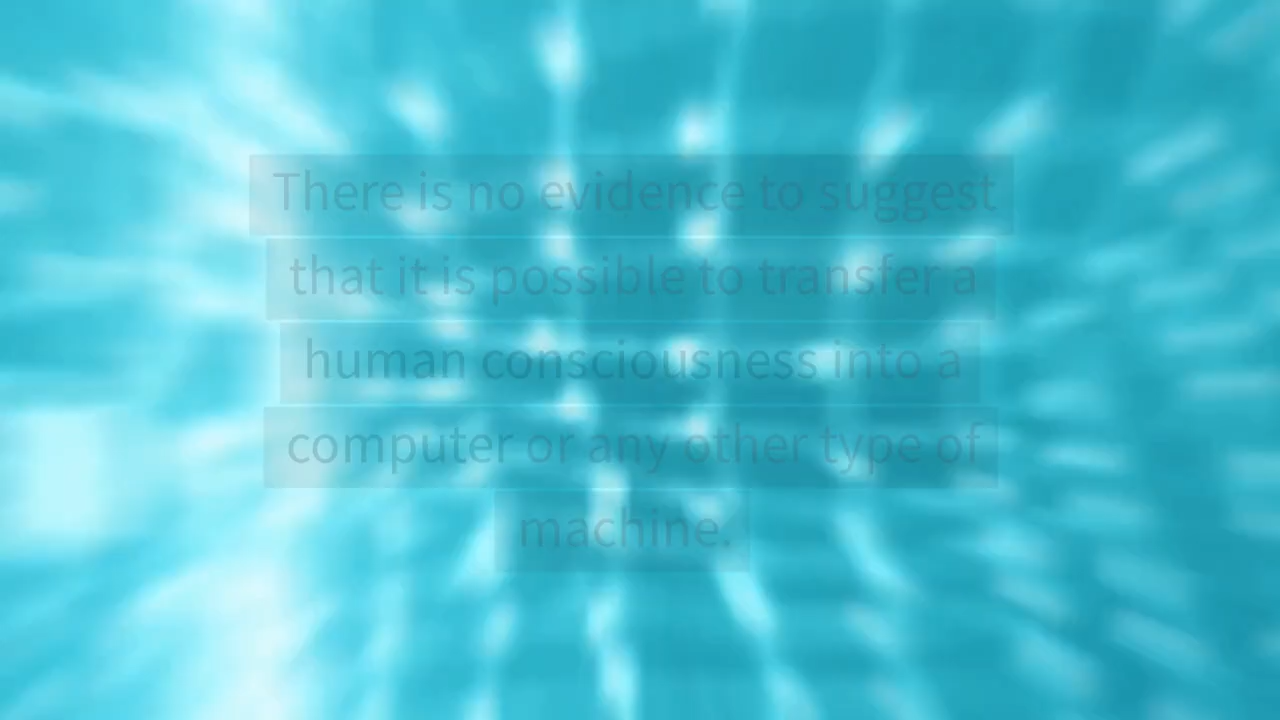 There is no evidence to suggest
that it is possible to transfer a
human consciousness into a
computer or any other type of
machine.